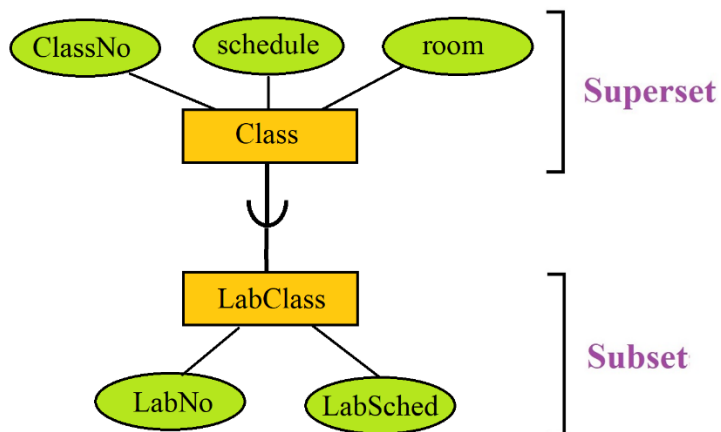 ClassNo
schedule
room
Superset
Class
LabClass
Subset
LabNo
LabSched